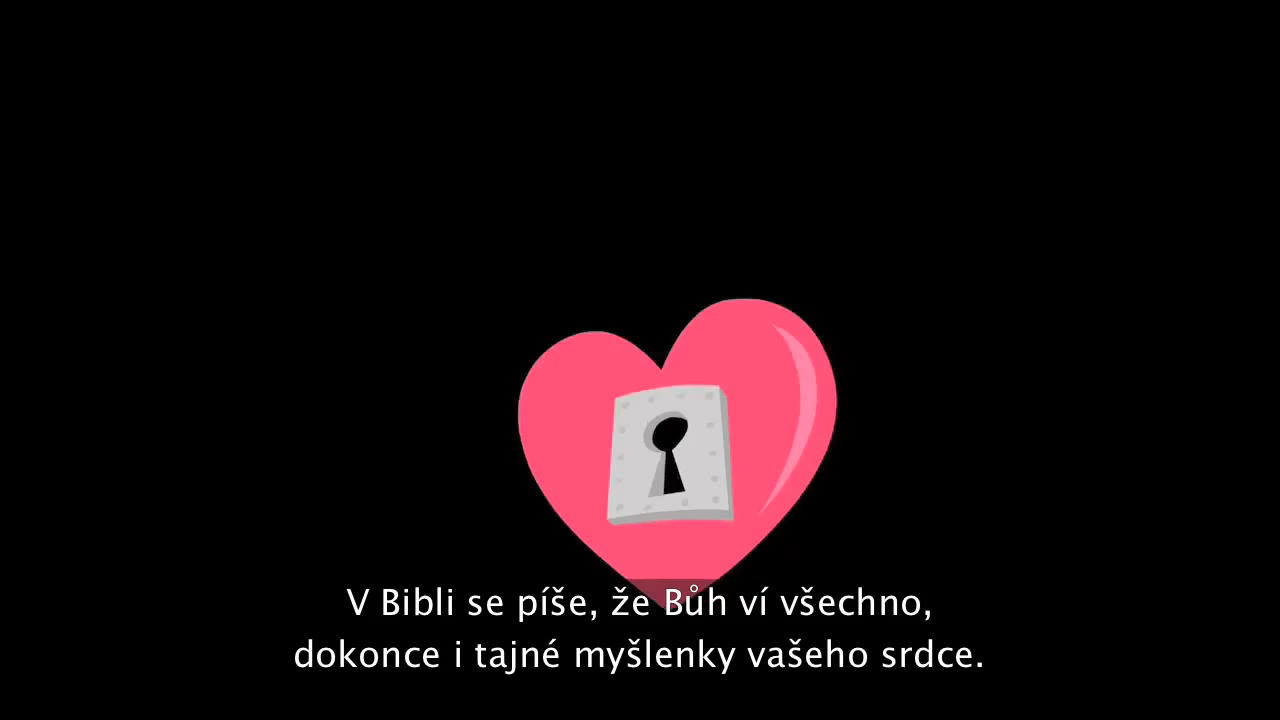 V Bibli se píše, že Bůh ví všechno,
dokonce i tajné myšlenky vašeho srdce.